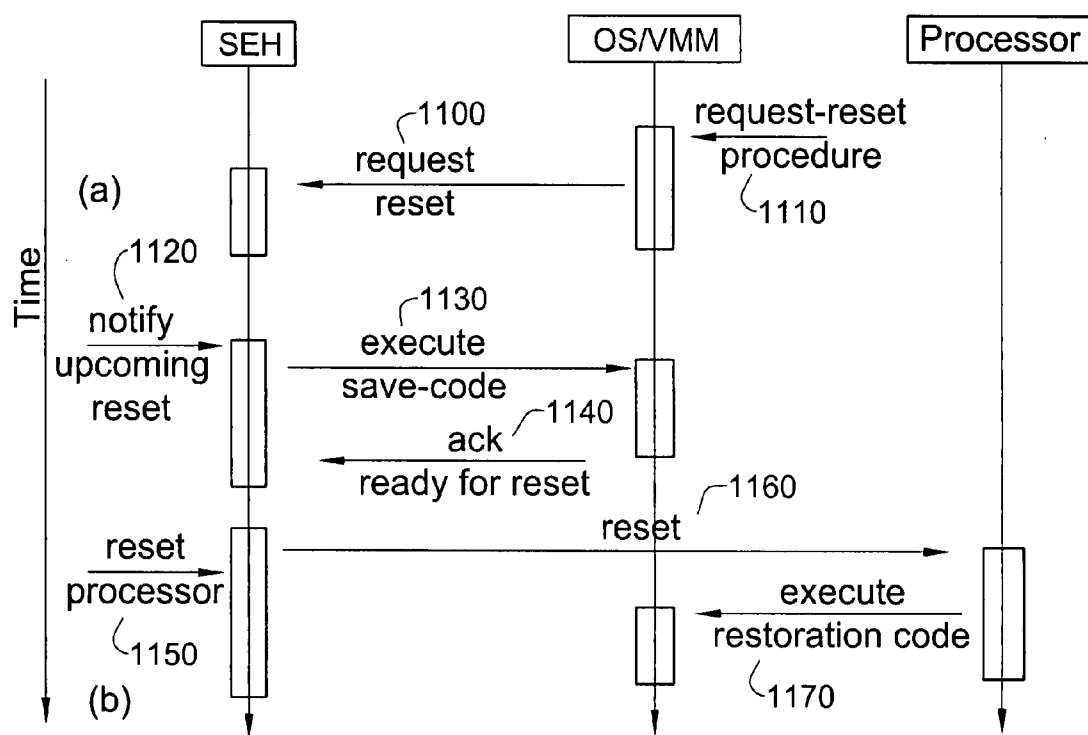 SEH
OS/VMM
Processor
1100
request-reset
procedure
1110
request
reset
(a)
Time
1120
notify
upcoming
reset
1130
execute
save-code
1140
ack
ready for reset
1160
reset
reset
processor
1150
execute
restoration code
1170
(b)